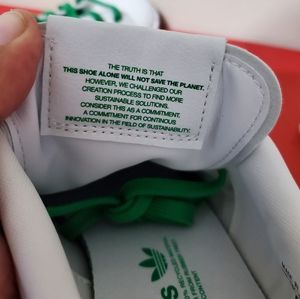 THE TRUTH IS THAT
THIS SHOE ALONE WILL NOT SAVE THE PLANET.
HOWEVER, WE CHALLENGED OUR
CREATION PROCESS TO FIND MORE
SUSTAINABLE SOLUTIONS.
CONSIDER THIS AS A COMMITMENT.
A COMMITMENT FOR CONTINOUS
INNOVATION IN THE FIELD OF SUSTAINABILITY.